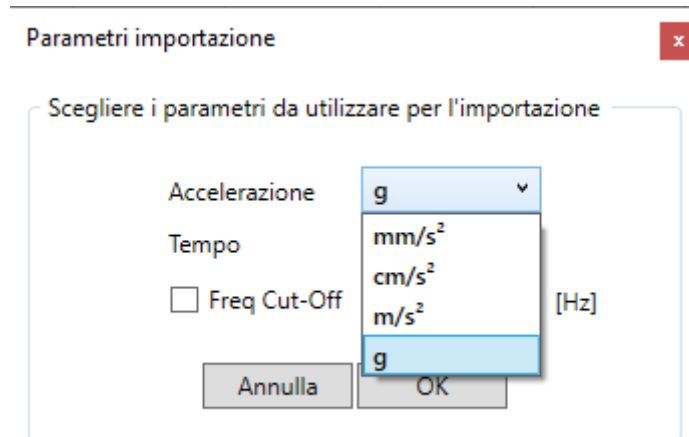 Parametri importazione
x
Scegliere i parametri da utilizzare per l'importazione
Accelerazione g
mm/s²
Tempo
cm/s²
Freq Cut-Off [Hz]
m/s²
g
Annulla OK